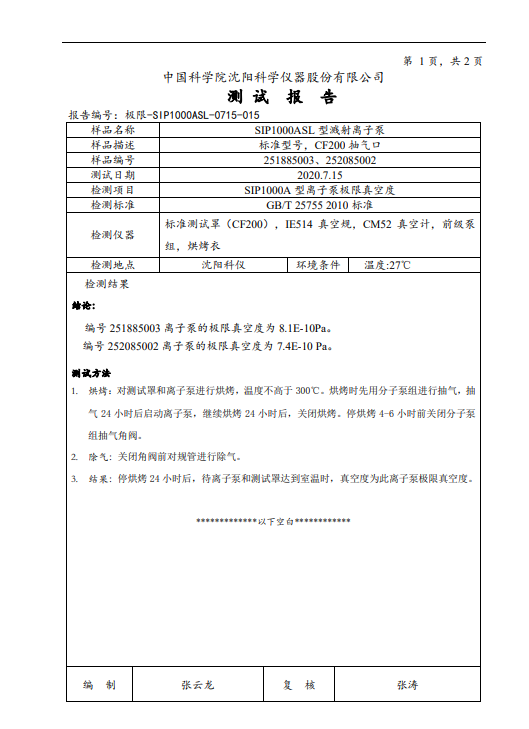 第 1 页，共 2 页
中国科学院沈阳科学仪器股份有限公司
测 试 报 告
报告编号：极限-SIP1000ASL-0715-015
样品名称 SIP1000ASL 型溅射离子泵
样品描述 标准型号，CF200 抽气口
样品编号 251885003、252085002
测试日期 2020.7.15
检测项目 SIP1000A 型离子泵极限真空度
检测标准 GB/T 25755 2010 标准
检测仪器 标准测试罩（CF200），IE514 真空规，CM52 真空计，前级泵
组，烘烤衣
检测地点 沈阳科仪 环境条件 温度:27℃
检测结果
结论：
编号 251885003 离子泵的极限真空度为 8.1E-10Pa。
编号 252085002 离子泵的极限真空度为 7.4E-10 Pa。
测试方法
1. 烘烤：对测试罩和离子泵进行烘烤，温度不高于 300℃。烘烤时先用分子泵组进行抽气，抽
气 24 小时后启动离子泵，继续烘烤 24 小时后，关闭烘烤。停烘烤 4-6 小时前关闭分子泵
组抽气角阀。
2. 除气: 关闭角阀前对规管进行除气。
3. 结果: 停烘烤 24 小时后，待离子泵和测试罩达到室温时，真空度为此离子泵极限真空度。
*************以下空白************
编 制 张云龙 复 核 张涛